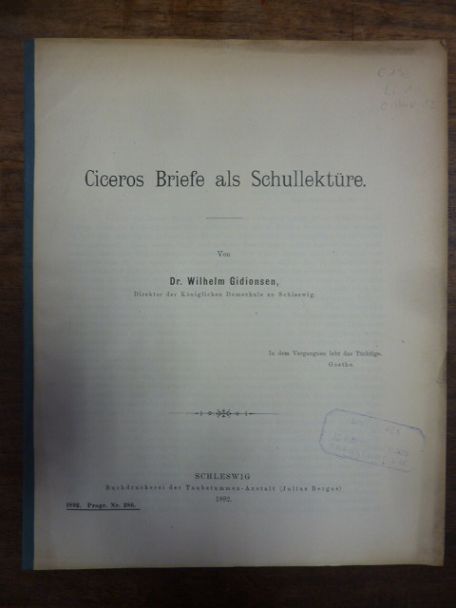 Ciceros Briefe als Schullektüre.
Von
Dr. Wilhelm Gidionsen,
Direktor der Königlichen Domschule zu Schleswig.
In dem Vergangnen lebt das Tüchtige.
Goethe.
SCHLESWIG
Buchdruckerei der Taubstummen-Anstalt (Julius Bergas)
1892.
1892. Progr. Nr. 286.